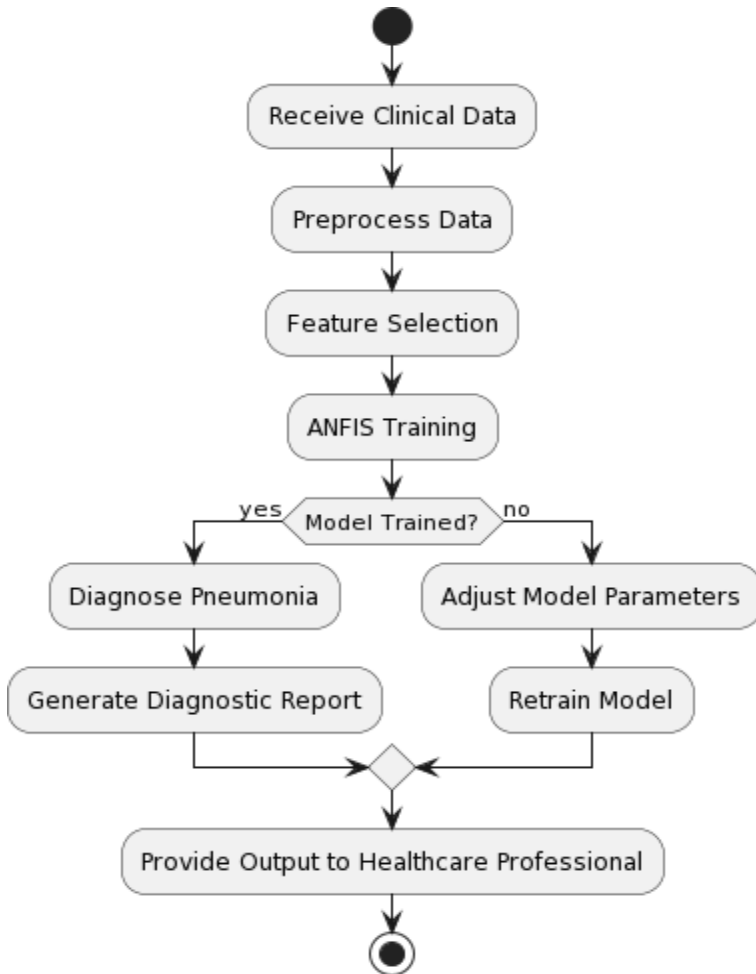 Receive Clinical Data
Preprocess Data
Feature Selection
ANFIS Training
yes
Model Trained?
no
Diagnose Pneumonia
Adjust Model Parameters
Generate Diagnostic Report
Retrain Model
Provide Output to Healthcare Professional